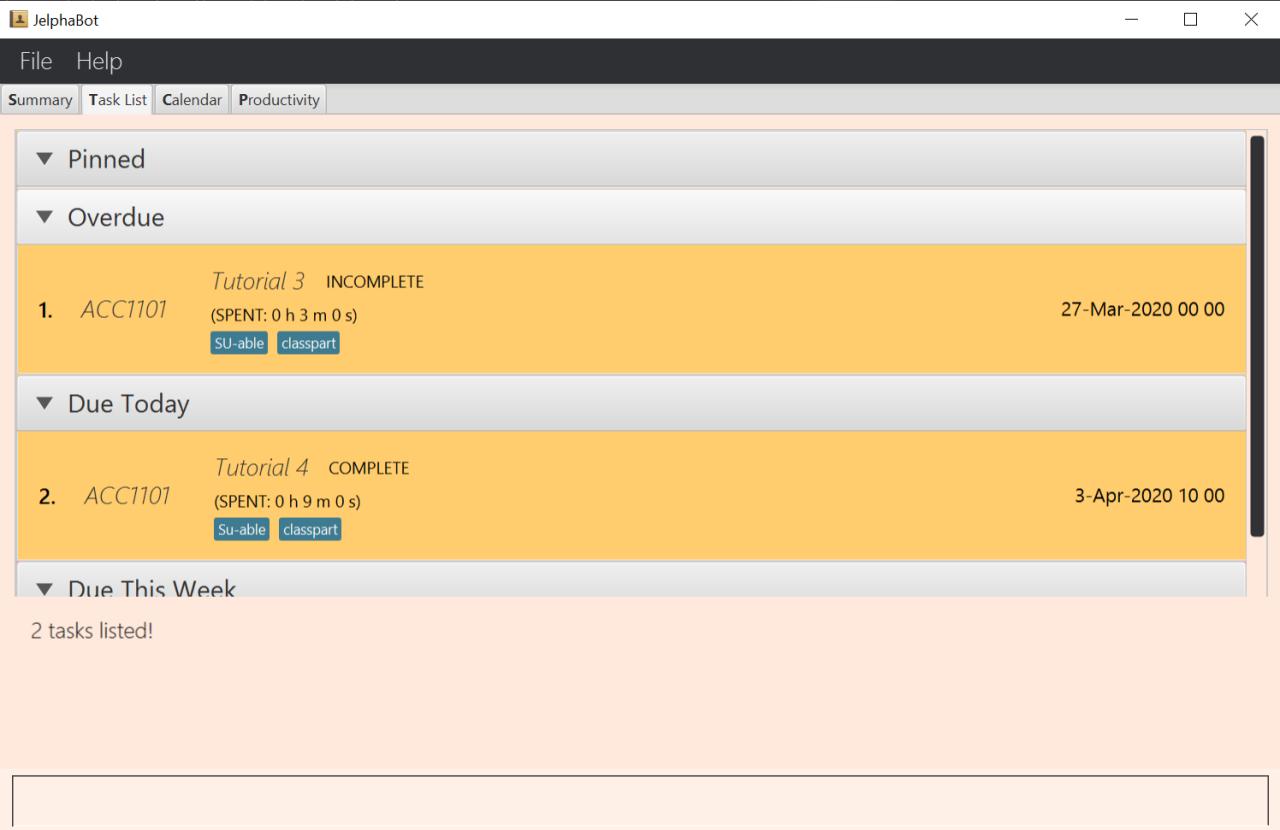 JelphaBot
File Help
Summary Task List Calendar Productivity
Pinned
Overdue
1. ACC1101 Tutorial 3 INCOMPLETE
(SPENT: 0 h 3 m 0 s)
SU-able classpart
27-Mar-2020 00 00
Due Today
2. ACC1101 Tutorial 4 COMPLETE
(SPENT: 0 h 9 m 0 s)
Su-able classpart
3-Apr-2020 10 00
Due This Week
2 tasks listed!